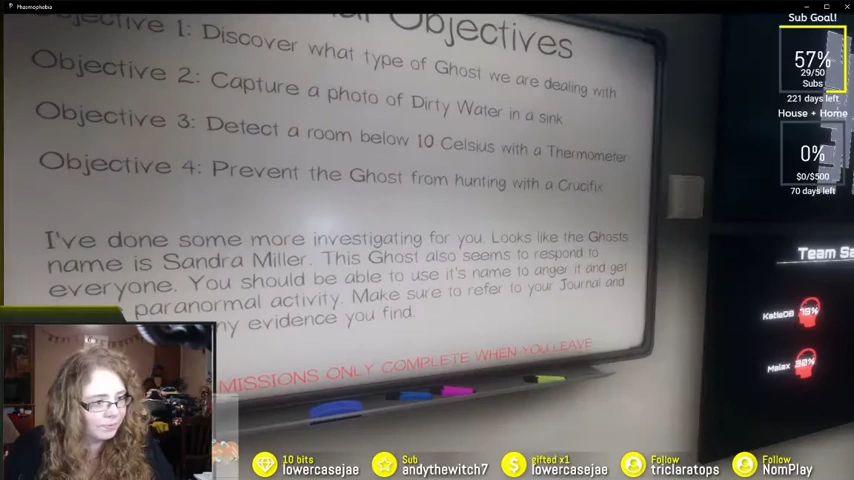 Phasmophobia
Objectives
Objective 1: Discover what type of Ghost we are dealing with
Objective 2: Capture a photo of Dirty Water in a sink
Objective 3: Detect a room below 10 Celsius with a Thermometer
Objective 4: Prevent the Ghost from hunting with a Crucifix
I've done some more investigating for you. Looks like the Ghosts
name is Sandra Miller. This Ghost also seems to respond to
everyone. You should be able to use it's name to anger it and get
paranormal activity. Make sure to refer to your Journal and
evidence you find.
MISSIONS ONLY COMPLETE WHEN YOU LEAVE
Sub Goal!
57%
29/50
Subs
221 days left
House + Home
0%
$0/$500
70 days left
Team Sa
KatieDB
Malex
10 bits
lowercasejae
Sub
andythewitch7
gifted x1
lowercasejae
Follow
triclaratops
Follow
NomPlay